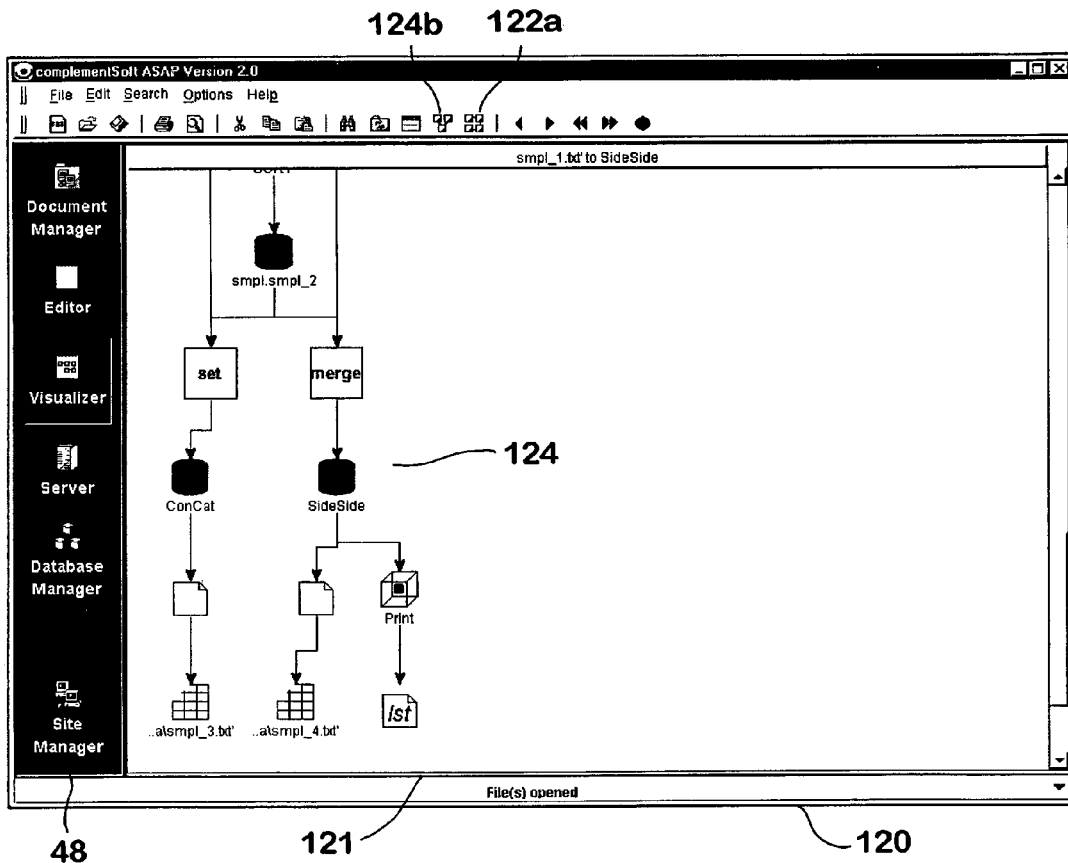 124b 122a
complementSoft ASAP Version 2.0
File Edit Search Options Help
smpl_1.txt' to SideSide
Document
Manager
Editor
Visualizer
Server
Database
Manager
Site
Manager
smpl.smpl_2
set merge
124
ConCat SideSide
Print
lst
..a\smpl_3.txt' ..a\smpl_4.txt'
File(s) opened
48 121 120